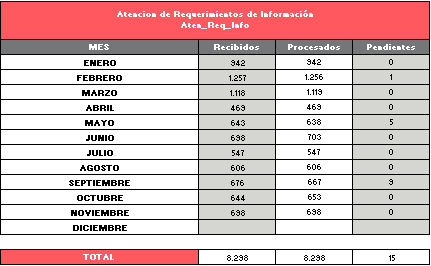 Atencion de Requerimientos de Información
Aten_Req_Info
MES Recibidos Procesados Pendientes
ENERO 942 942 0
FEBRERO 1.257 1.256 1
MARZO 1.118 1.119 0
ABRIL 469 469 0
MAYO 643 638 5
JUNIO 698 703 0
JULIO 547 547 0
AGOSTO 606 606 0
SEPTIEMBRE 676 667 9
OCTUBRE 644 653 0
NOVIEMBRE 698 698 0
DICIEMBRE
TOTAL 8.298 8.298 15